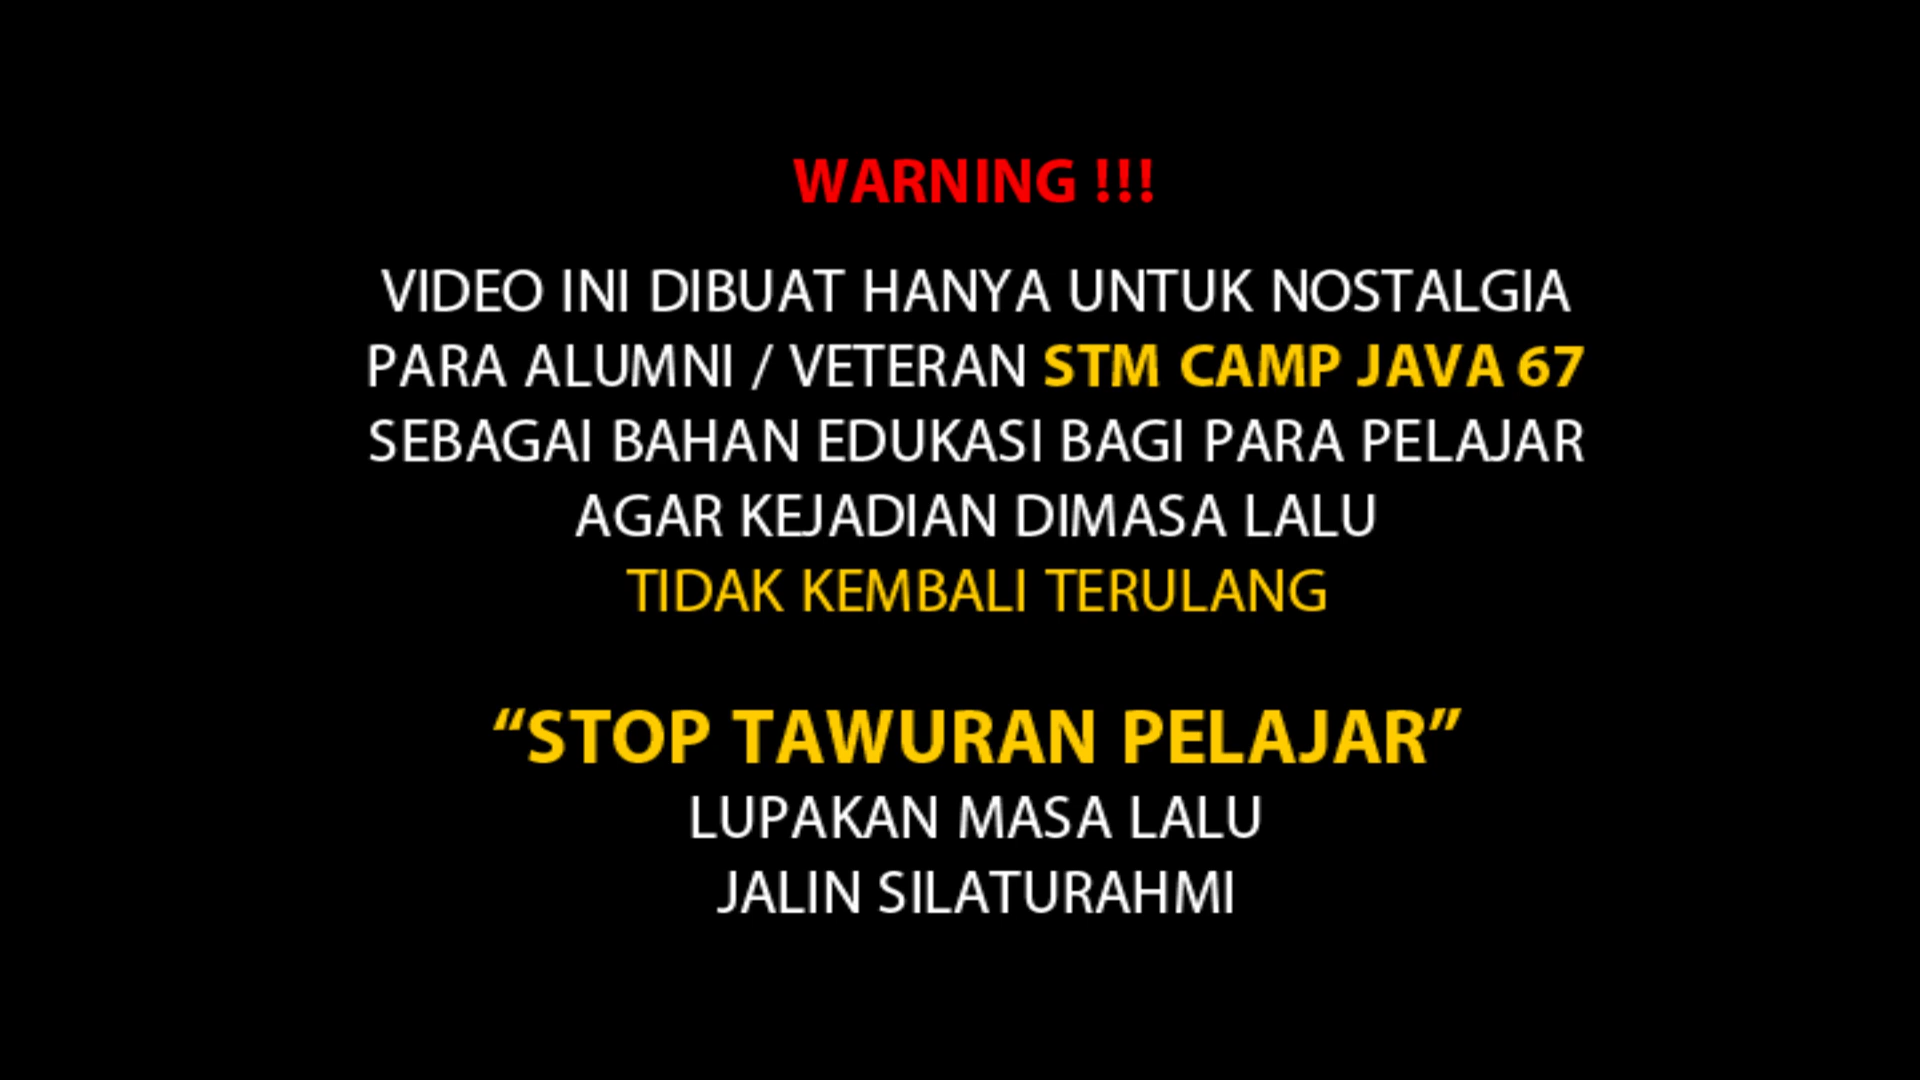 WARNING !!!
VIDEO INI DIBUAT HANYA UNTUK NOSTALGIA
PARA ALUMNI / VETERAN STM CAMP JAVA 67
SEBAGAI BAHAN EDUKASI BAGI PARA PELAJAR
AGAR KEJADIAN DIMASA LALU
TIDAK KEMBALI TERULANG
“STOP TAWURAN PELAJAR”
LUPAKAN MASA LALU
JALIN SILATURAHMI